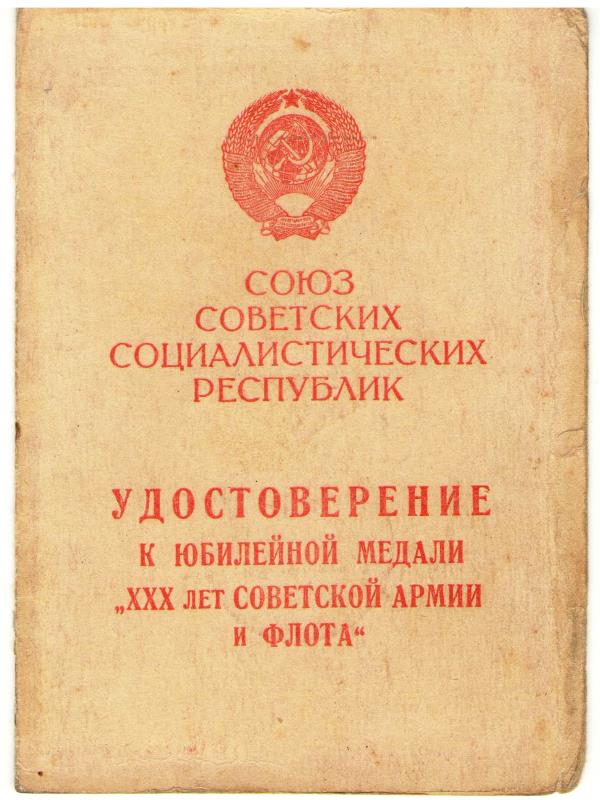 СОЮЗ
СОВЕТСКИХ
СОЦИАЛИСТИЧЕСКИХ
РЕСПУБЛИК
УДОСТОВЕРЕНИЕ
К ЮБИЛЕЙНОЙ МЕДАЛИ
„XXX ЛЕТ СОВЕТСКОЙ АРМИИ
И ФЛОТА“